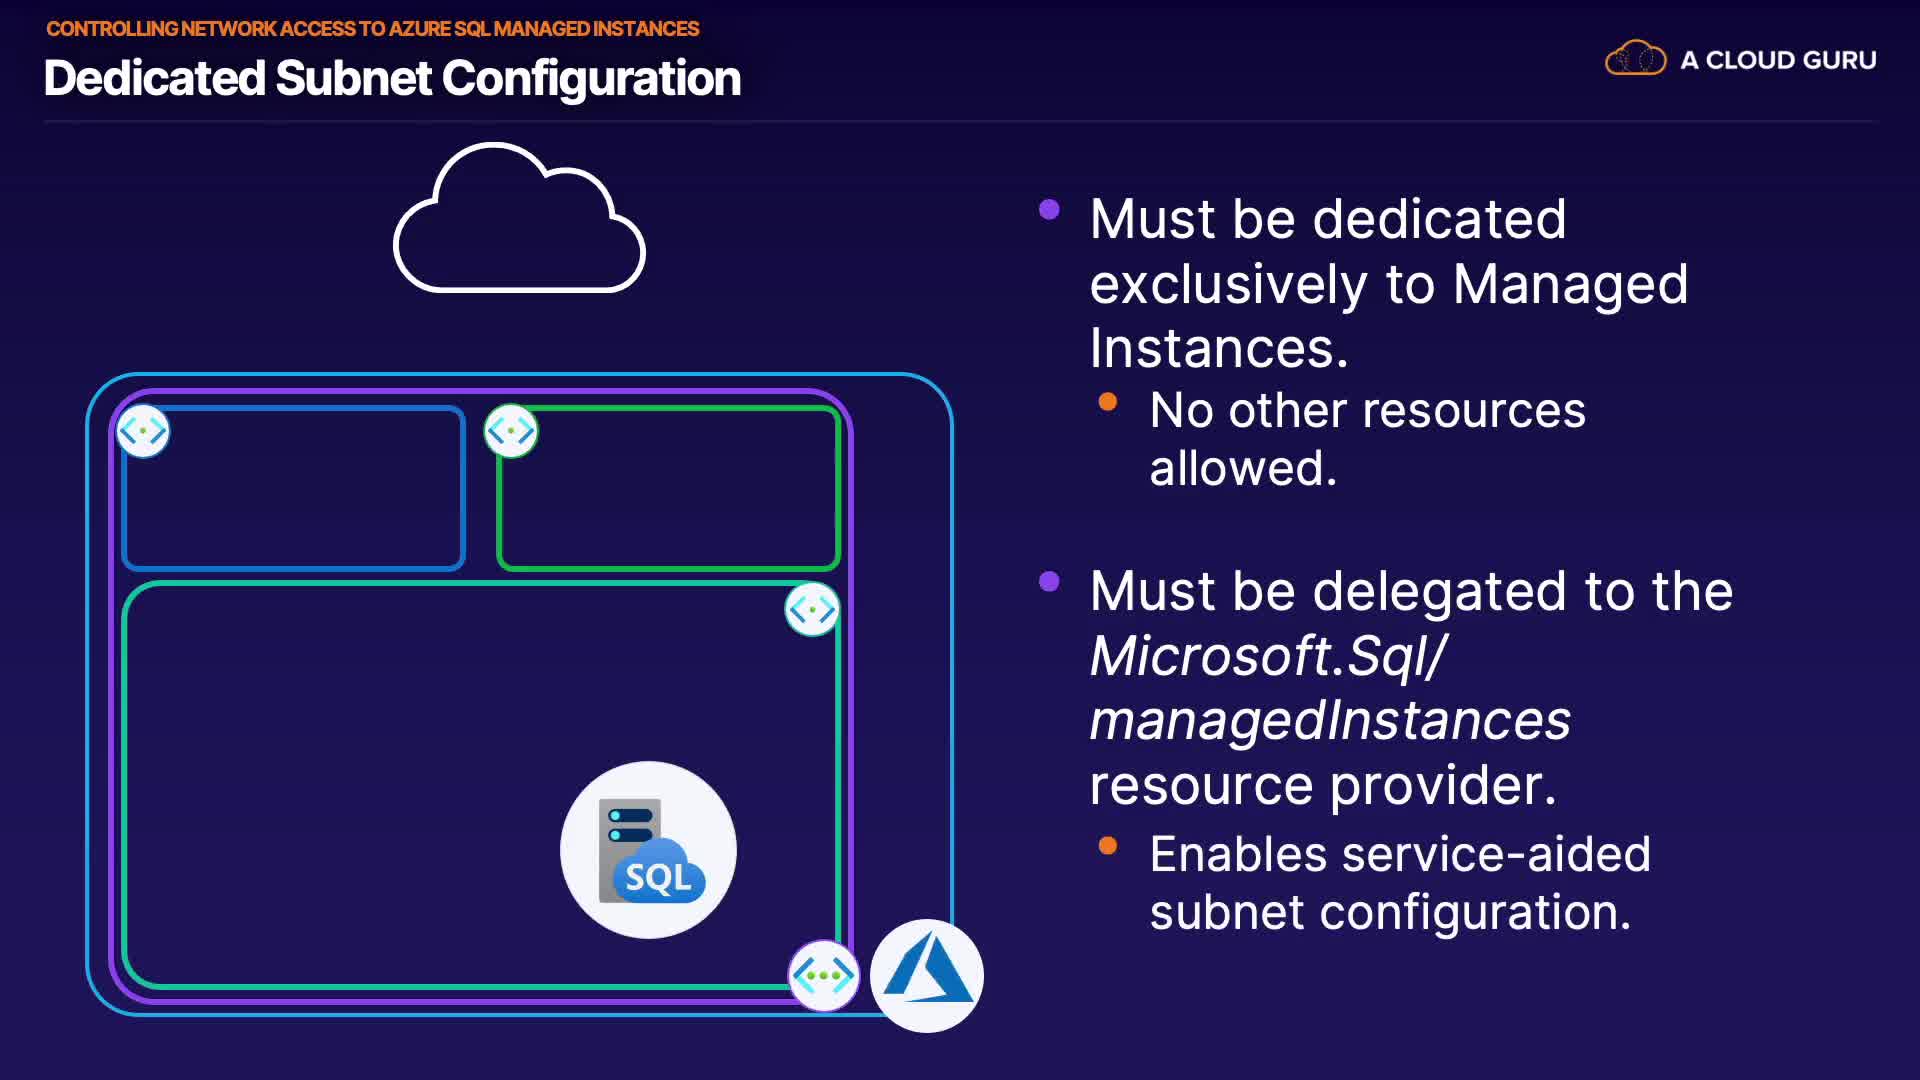 CONTROLLING NETWORK ACCESS TO AZURE SQL MANAGED INSTANCES
Dedicated Subnet Configuration
A CLOUD GURU
Must be dedicated
exclusively to Managed
Instances.
No other resources
allowed.
Must be delegated to the
Microsoft.Sql/
managedInstances
resource provider.
Enables service-aided
subnet configuration.
SQL